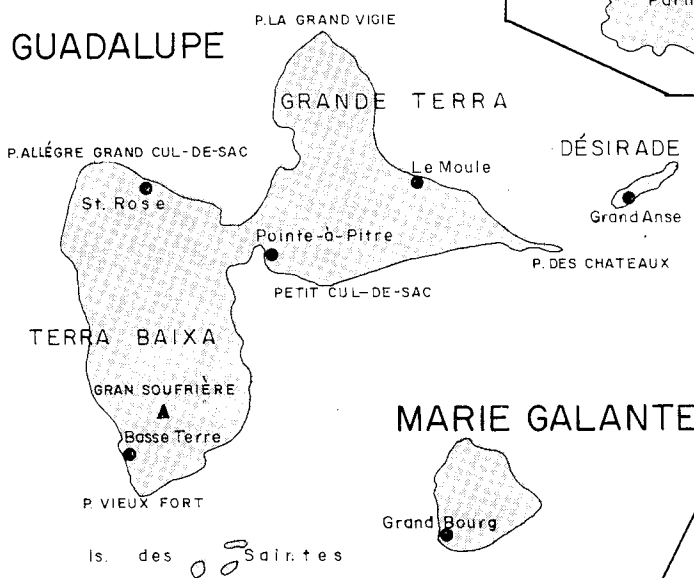 P. LA GRAND VIGIE
GUADALUPE
GRANDE TERRA
P. ALLÉGRE GRAND CUL-DE-SAC
DÉSIRADE
Le Moule
St. Rose
Grand Anse
Pointe-à-Pitre
P. DES CHATEAUX
PETIT CUL-DE-SAC
TERRA BAIXA
GRAN SOUFRIÈRE
MARIE GALANTE
Basse Terre
P. VIEUX FORT
Grand Bourg
Is. des Saintes